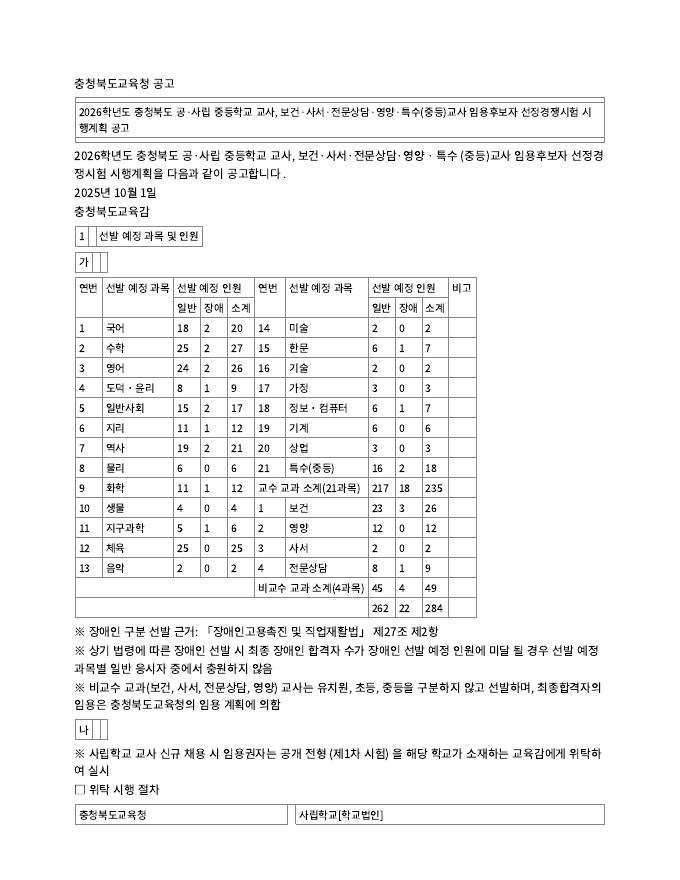 충청북도교육청 공고
2026학년도 충청북도 공·사립 중등학교 교사, 보건·사서·전문상담·영양·특수(중등)교사 임용후보자 선정경쟁시험 시
행계획 공고
2026학년도 충청북도 공·사립 중등학교 교사, 보건·사서·전문상담·영양·특수 (중등)교사 임용후보자 선정경
쟁시험 시행계획을 다음과 같이 공고합니다.
2025년 10월 1일
충청북도교육감
1 선발 예정 과목 및 인원
가
연번 선발 예정 과목 선발 예정 인원 연번 선발 예정 과목 선발 예정 인원 비고
일반 장애 소계 일반 장애 소계
1 국어 18 2 20 14 미술 2 0 2
2 수학 25 2 27 15 한문 6 1 7
3 영어 24 2 26 16 기술 2 0 2
4 도덕·윤리 8 1 9 17 가정 3 0 3
5 일반사회 15 2 17 18 정보·컴퓨터 6 1 7
6 지리 11 1 12 19 기계 6 0 6
7 역사 19 2 21 20 상업 3 0 3
8 물리 6 0 6 21 특수(중등) 16 2 18
9 화학 11 1 12 교수 교과 소계(21과목) 217 18 235
10 생물 4 0 4 1 보건 23 3 26
11 지구과학 5 1 6 2 영양 12 0 12
12 체육 25 0 25 3 사서 2 0 2
13 음악 2 0 2 4 전문상담 8 1 9
비교수 교과 소계(4과목) 45 4 49
262 22 284
※ 장애인 구분 선발 근거: 「장애인고용촉진 및 직업재활법」 제27조 제2항
※ 상기 법령에 따른 장애인 선발 시 최종 장애인 합격자 수가 장애인 선발 예정 인원에 미달 될 경우 선발 예정
과목별 일반 응시자 중에서 충원하지 않음
※ 비교수 교과(보건, 사서, 전문상담, 영양) 교사는 유치원, 초등, 중등을 구분하지 않고 선발하며, 최종합격자의
임용은 충청북도교육청의 임용 계획에 의함
나
※ 사립학교 교사 신규 채용 시 임용권자는 공개 전형 (제1차 시험) 을 해당 학교가 소재하는 교육감에게 위탁하
여 실시
□ 위탁 시행 절차
충청북도교육청 사립학교[학교법인]